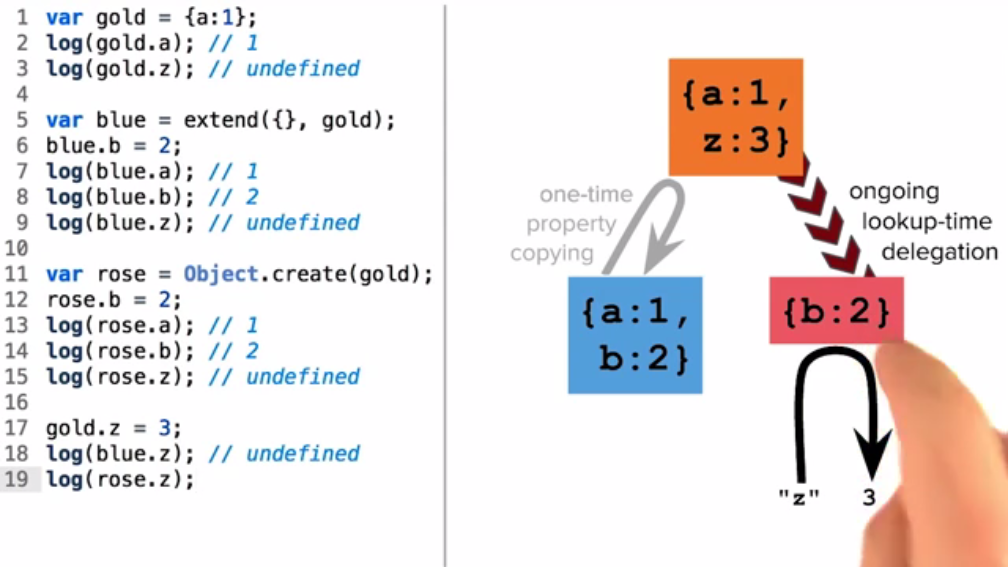 1 var gold = {a:1};
2 log(gold.a); // 1
3 log(gold.z); // undefined
4
5 var blue = extend({}, gold);
6 blue.b = 2;
7 log(blue.a); // 1
8 log(blue.b); // 2
9 log(blue.z); // undefined
10
11 var rose = Object.create(gold);
12 rose.b = 2;
13 log(rose.a); // 1
14 log(rose.b); // 2
15 log(rose.z); // undefined
16
17 gold.z = 3;
18 log(blue.z); // undefined
19 log(rose.z);
{a:1,
z:3}
one-time
property
copying
ongoing
lookup-time
delegation
{a:1,
b:2}
{b:2}
"z" 3